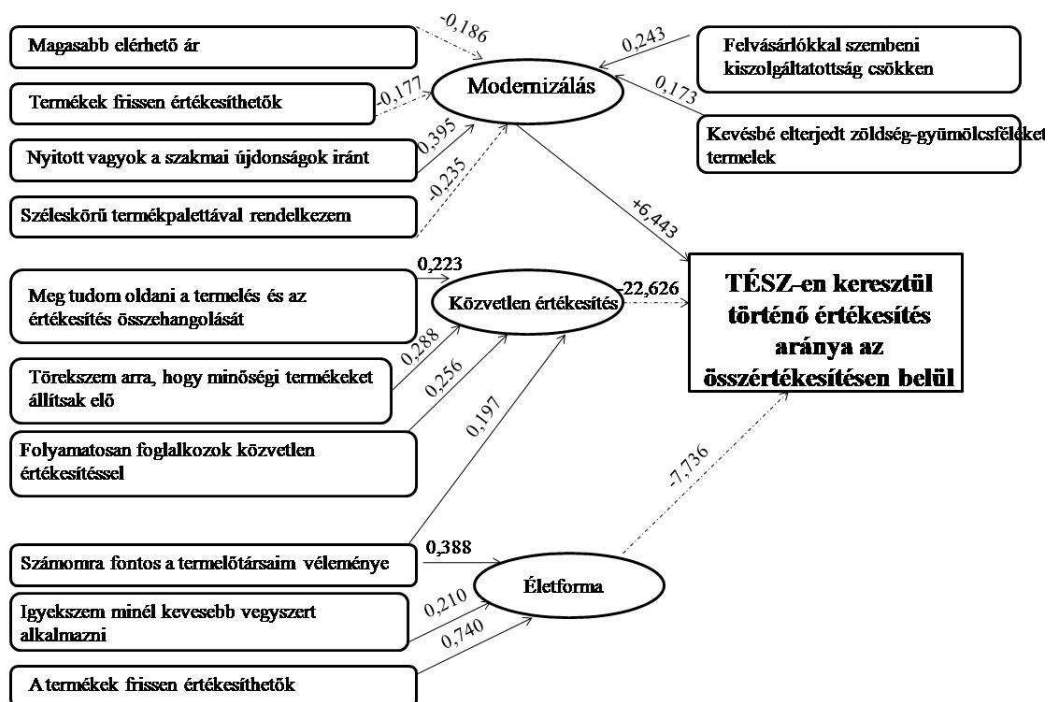 Magasabb elérhető ár
-0,186
Termékek frissen értékesíthetők
-0,177
Nyitott vagyok a szakmai újdonságok iránt
0,395
Széleskörű termékpalettával rendelkezem
-0,235
Modernizálás
0,243
Felvásárlókkal szembeni
kiszolgáltatottság csökken
0,173
Kevésbé elterjedt zöldség-gyümölcsféléket
termelek
+6,443
Meg tudom oldani a termelés és az
értékesítés összehangolását
0,223
Törekszem arra, hogy minőségi termékeket
állítsak elő
0,288
Folyamatosan foglalkozok közvetlen
értékesítéssel
0,256
0,197
Közvetlen értékesítés
-22,626
TÉSZ-en keresztül
történő értékesítés
aránya az
összértékesítésen belül
-7,736
Számomra fontos a termelőtársaim véleménye
0,388
Igyekszem minél kevesebb vegyszert
alkalmazni
0,210
A termékek frissen értékesíthetők
0,740
Életforma